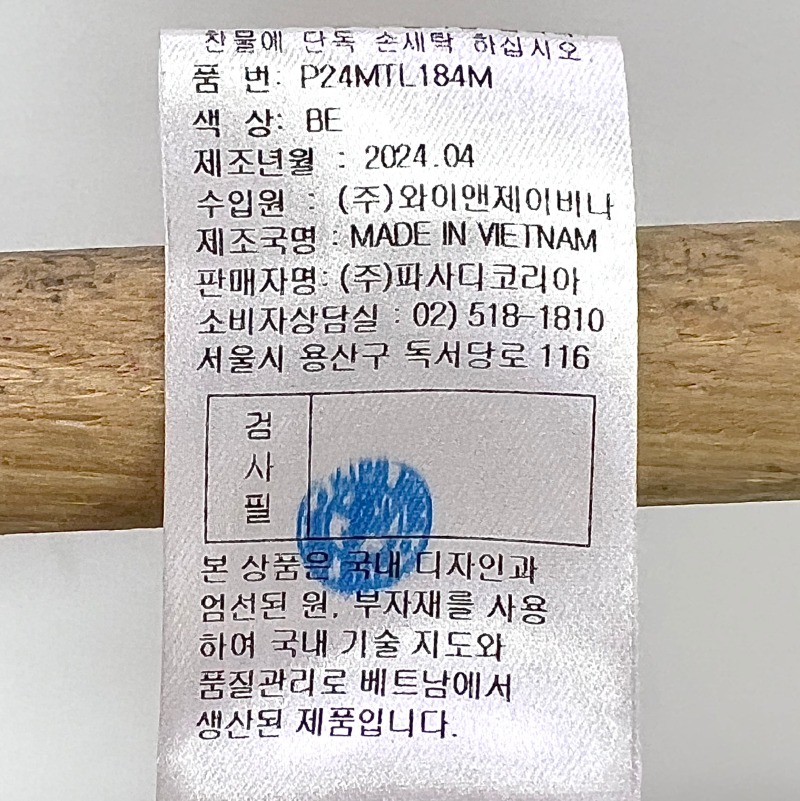 찬물에 단독 손세탁 하십시오.
품 번: P24MTL184M
색 상: BE
제조년월 : 2024.04
수입원 : (주)와이앤제이비나
제조국명 : MADE IN VIETNAM
판매자명: (주)파사디코리아
소비자상담실 : 02) 518-1810
서울시 용산구 독서당로 116
검
사
필
본 상품은 국내 디자인과
엄선된 원, 부자재를 사용
하여 국내 기술 지도와
품질관리로 베트남에서
생산된 제품입니다.